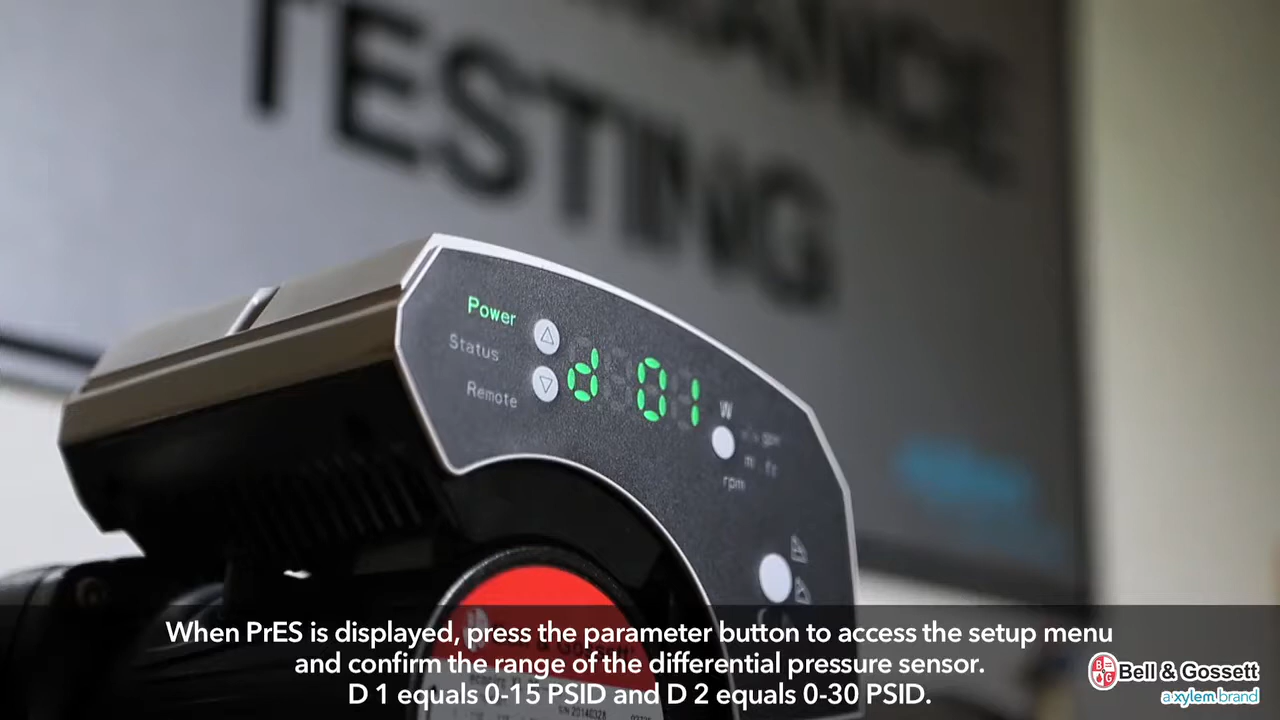 TESTING
Power
Status
Remote
d 01
W
m ft
rpm
Bell & Gossett
When PrES is displayed, press the parameter button to access the setup menu
and confirm the range of the differential pressure sensor.
D 1 equals 0-15 PSID and D 2 equals 0-30 PSID.
Bell & Gossett
a xylem brand